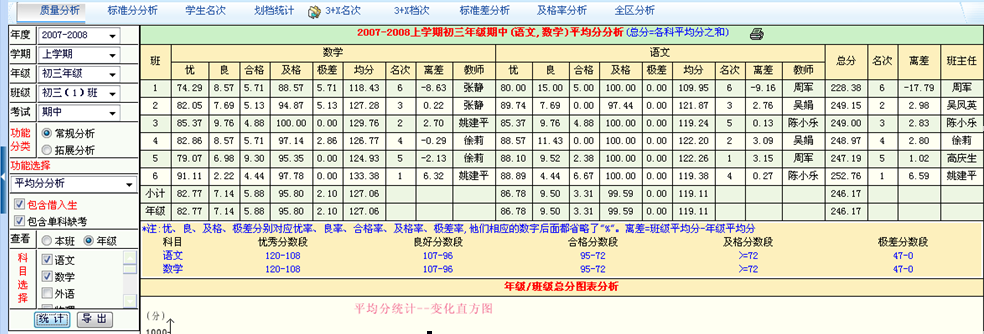 质量分析 标准分分析 学生名次 划档统计 3+X名次 3+X档次 标准差分析 及格率分析 全区分析
年度 2007-2008
学期 上学期
年级 初三年级
班级 初三(1)班
考试 期中
功能分类 常规分析 拓展分析
功能选择
平均分分析
包含借入生
包含单科缺考
查看 本班 年级
科目选择 语文 数学 外语
统计 导出
2007-2008上学期初三年级期中(语文,数学)平均分分析(总分=各科平均分之和)
班 数学 语文 总分 名次 离差 班主任
优 良 合格 及格 极差 均分 名次 离差 教师 优 良 合格 及格 极差 均分 名次 离差 教师
1 74.29 8.57 5.71 88.57 5.71 118.43 6 -8.63 张静 80.00 15.00 5.00 100.00 0.00 109.95 6 -9.16 周军 228.38 6 -17.79 周军
2 82.05 7.69 5.13 94.87 5.13 127.28 3 0.22 张静 89.74 7.69 0.00 97.44 0.00 121.87 3 2.76 吴娟 249.15 2 2.98 吴凤英
3 85.37 9.76 4.88 100.00 0.00 129.76 2 2.70 姚建平 85.37 9.76 4.88 100.00 0.00 119.24 5 0.13 陈小乐 249.00 3 2.83 陈小乐
4 82.86 8.57 5.71 97.14 2.86 126.77 4 -0.29 徐莉 88.57 11.43 0.00 100.00 0.00 122.20 2 3.09 吴娟 248.97 4 2.80 徐莉
5 79.07 6.98 9.30 95.35 0.00 124.93 5 -2.13 徐莉 88.10 9.52 2.38 100.00 0.00 122.26 1 3.15 周军 247.19 5 1.02 高庆生
6 91.11 2.22 4.44 97.78 0.00 133.38 1 6.32 姚建平 88.89 4.44 6.67 100.00 0.00 119.38 4 0.27 陈小乐 252.76 1 6.59 姚建平
小计 82.77 7.14 5.88 95.80 2.10 127.06 86.78 9.50 3.31 99.59 0.00 119.11 246.17
年级 82.77 7.14 5.88 95.80 2.10 127.06 86.78 9.50 3.31 99.59 0.00 119.11 246.17
*注:优、良、及格、极差分别对应优率、良率、合格率、及格率、极差率,他们相应的数字后面都省略了"%"。离差=班级平均分-年级平均分
科目 优秀分数段 良好分数段 合格分数段 及格分数段 极差分数段
语文 120-108 107-96 95-72 >=72 47-0
数学 120-108 107-96 95-72 >=72 47-0
年级/班级总分图表分析
平均分统计--变化直方图
(分)
1000